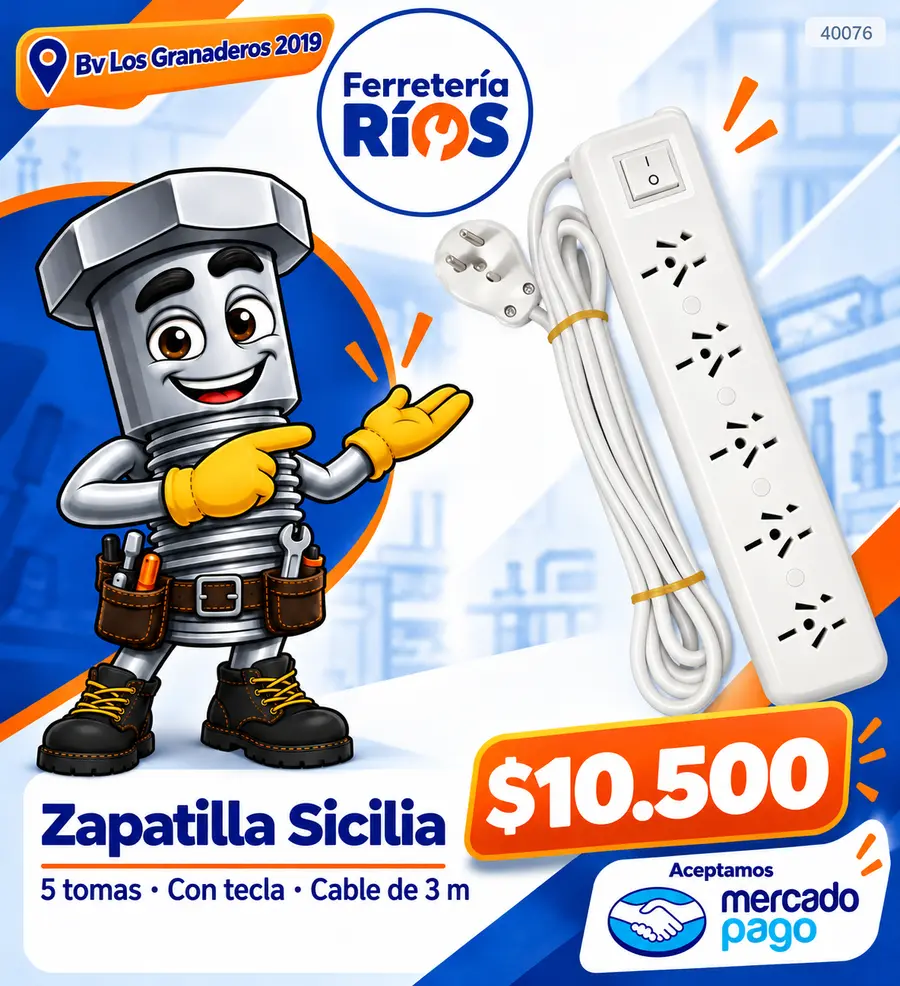 Bv Los Granaderos 2019
Ferretería
RÍOS
40076
$10.500
Zapatilla Sicilia
5 tomas • Con tecla • Cable de 3 m
Aceptamos
mercado
pago